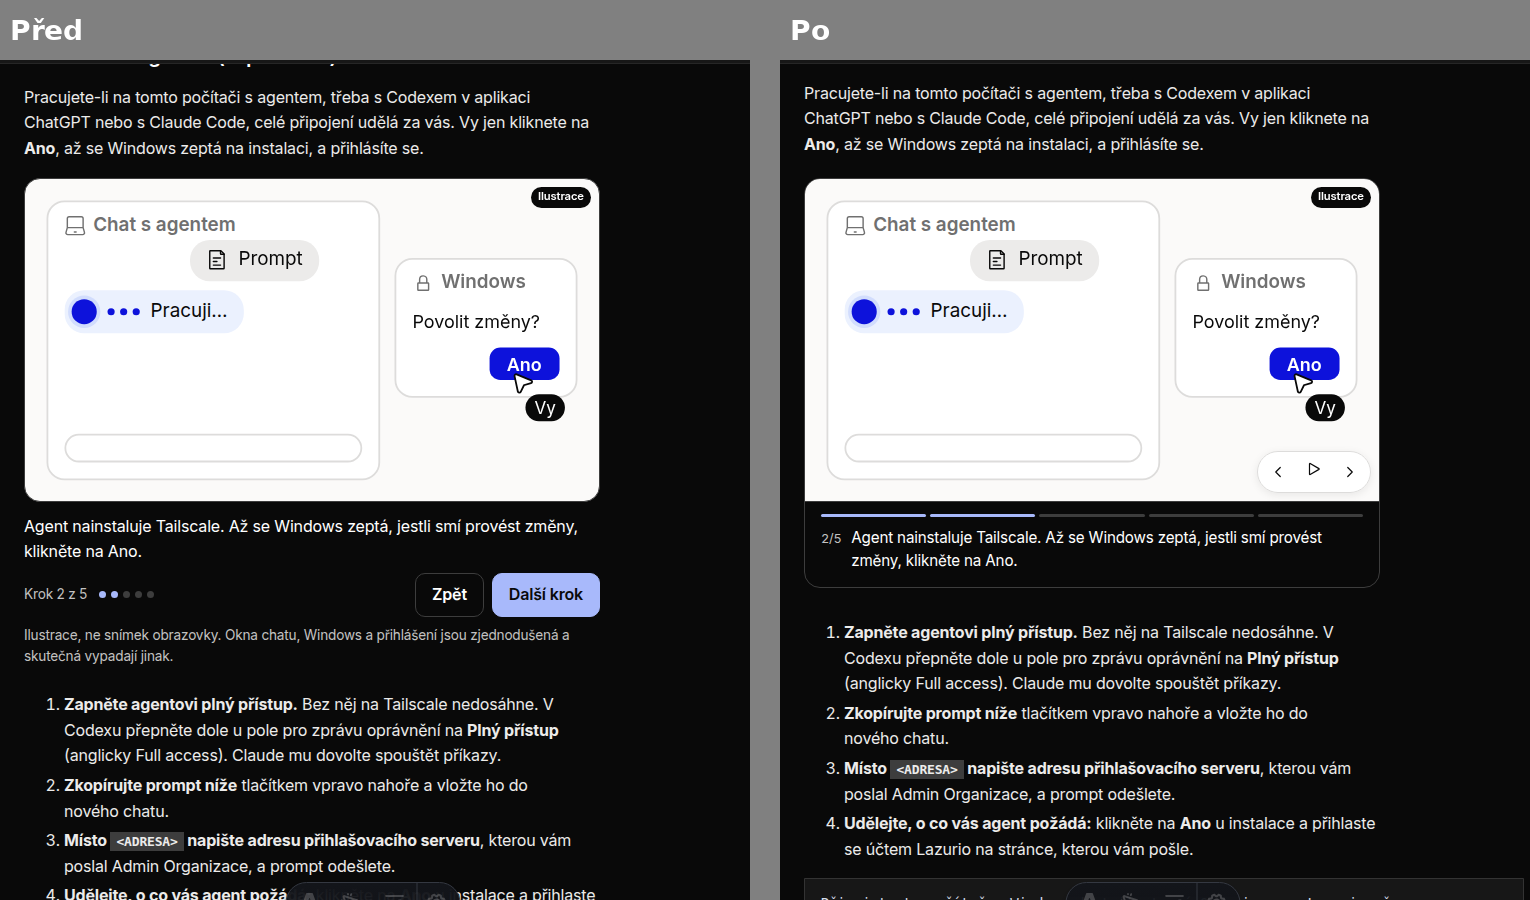 Před
Pracujete-li na tomto počítači s agentem, třeba s Codexem v aplikaci
ChatGPT nebo s Claude Code, celé připojení udělá za vás. Vy jen kliknete na
Ano, až se Windows zeptá na instalaci, a přihlásíte se.
Ilustrace
Chat s agentem
Prompt
Pracuji...
Windows
Povolit změny?
Ano
Vy
Agent nainstaluje Tailscale. Až se Windows zeptá, jestli smí provést změny,
klikněte na Ano.
Krok 2 z 5
Zpět
Další krok
Ilustrace, ne snímek obrazovky. Okna chatu, Windows a přihlášení jsou zjednodušená a
skutečná vypadají jinak.
1. Zapněte agentovi plný přístup. Bez něj na Tailscale nedosáhne. V
Codexu přepněte dole u pole pro zprávu oprávnění na Plný přístup
(anglicky Full access). Claude mu dovolte spouštět příkazy.
2. Zkopírujte prompt níže tlačítkem vpravo nahoře a vložte ho do
nového chatu.
3. Místo <ADRESA> napište adresu přihlašovacího serveru, kterou vám
poslal Admin Organizace, a prompt odešlete.
4. Udělejte, o co vás agent požádá: klikněte na Ano u instalace a přihlaste
Po
Pracujete-li na tomto počítači s agentem, třeba s Codexem v aplikaci
ChatGPT nebo s Claude Code, celé připojení udělá za vás. Vy jen kliknete na
Ano, až se Windows zeptá na instalaci, a přihlásíte se.
Ilustrace
Chat s agentem
Prompt
Pracuji...
Windows
Povolit změny?
Ano
Vy
2/5 Agent nainstaluje Tailscale. Až se Windows zeptá, jestli smí provést
změny, klikněte na Ano.
1. Zapněte agentovi plný přístup. Bez něj na Tailscale nedosáhne. V
Codexu přepněte dole u pole pro zprávu oprávnění na Plný přístup
(anglicky Full access). Claude mu dovolte spouštět příkazy.
2. Zkopírujte prompt níže tlačítkem vpravo nahoře a vložte ho do
nového chatu.
3. Místo <ADRESA> napište adresu přihlašovacího serveru, kterou vám
poslal Admin Organizace, a prompt odešlete.
4. Udělejte, o co vás agent požádá: klikněte na Ano u instalace a přihlaste
se účtem Lazurio na stránce, kterou vám pošle.